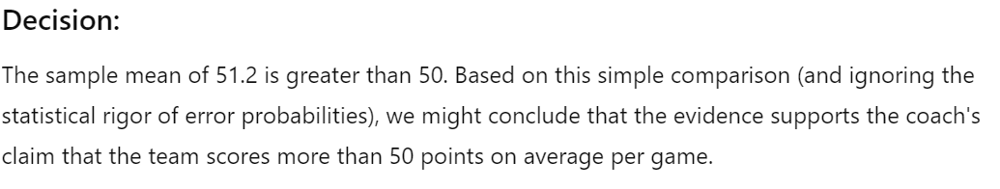 Decision:
The sample mean of 51.2 is greater than 50. Based on this simple comparison (and ignoring the
statistical rigor of error probabilities), we might conclude that the evidence supports the coach's
claim that the team scores more than 50 points on average per game.